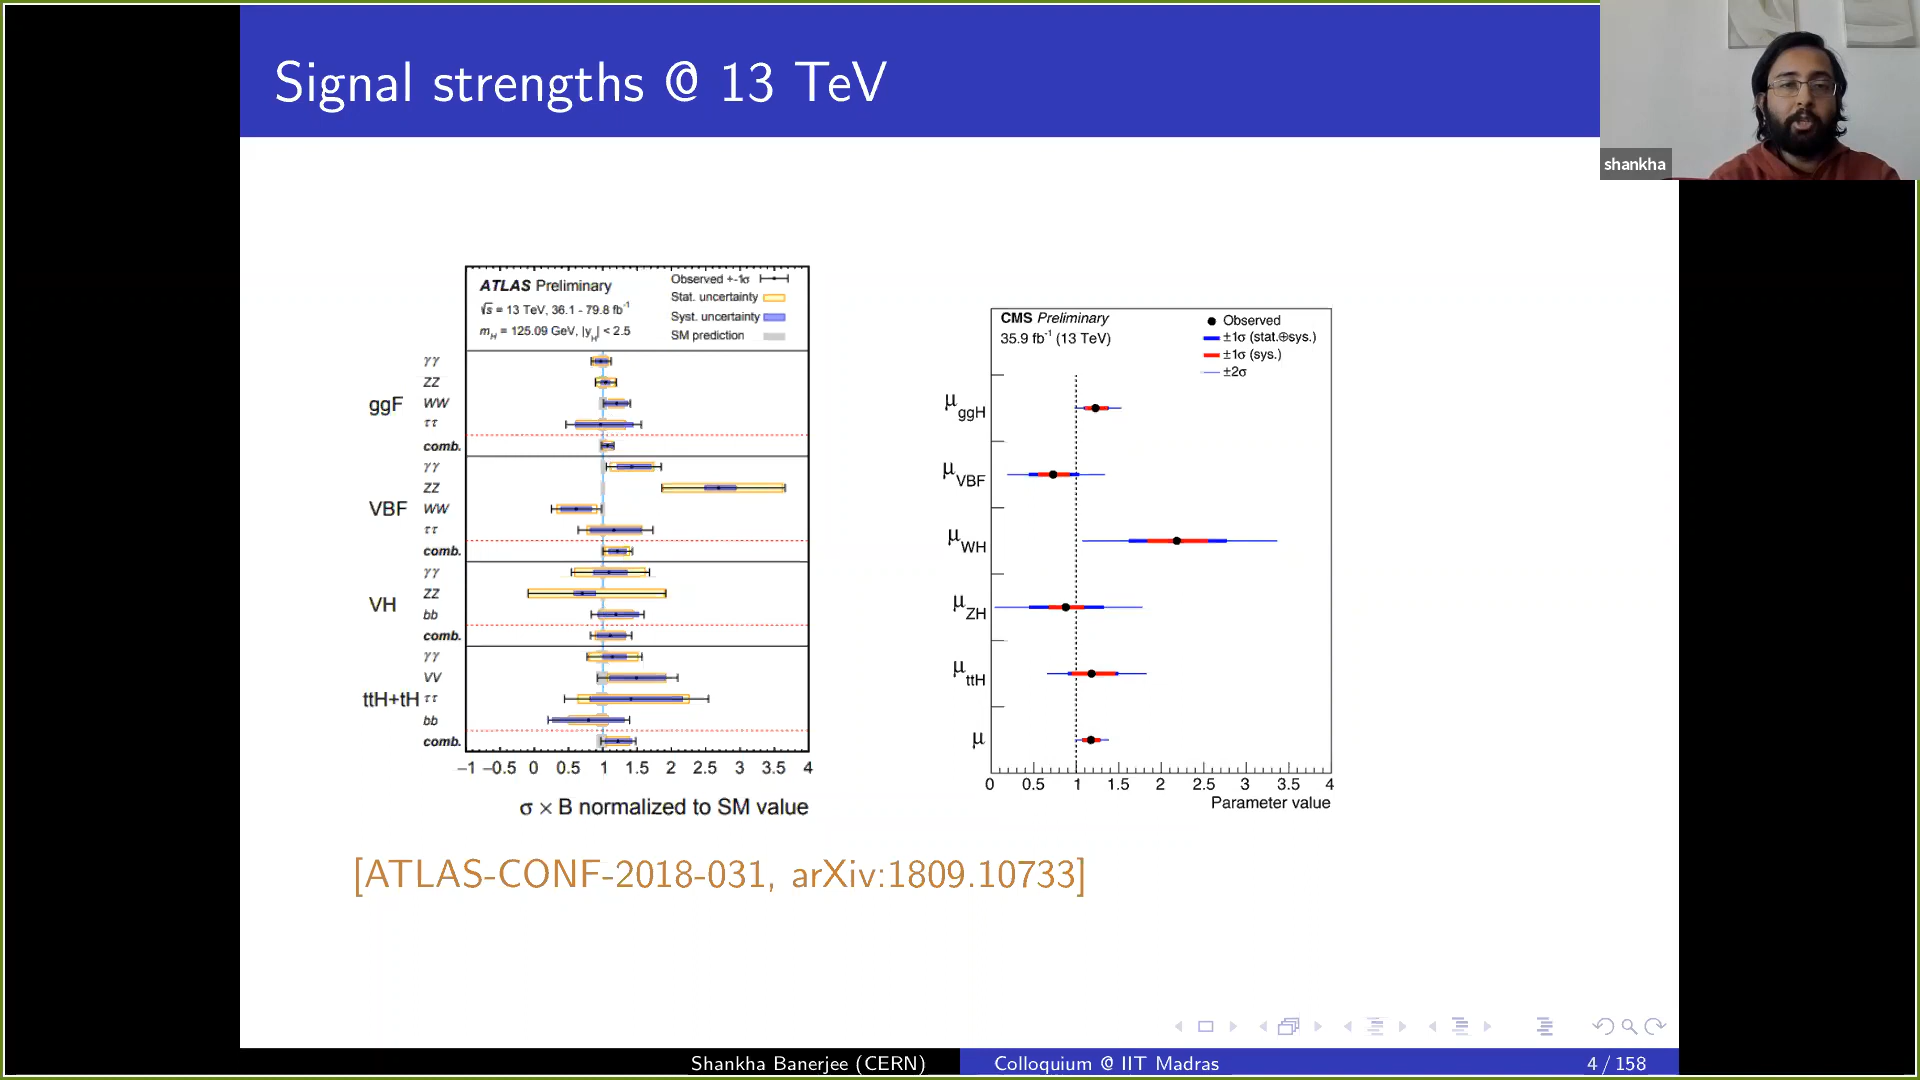 Signal strengths @ 13 TeV
shankha
ATLAS Preliminary
√s = 13 TeV, 36.1 - 79.8 fb⁻¹
m_H = 125.09 GeV, |y_H| < 2.5
Observed +-1σ
Stat. uncertainty
Syst. uncertainty
SM prediction
ggF
γγ
ZZ
WW
ττ
comb.
VBF
γγ
ZZ
WW
ττ
comb.
VH
γγ
ZZ
bb
comb.
ttH+tH
γγ
VV
ττ
bb
comb.
−1 −0.5 0 0.5 1 1.5 2 2.5 3 3.5 4
σ × B normalized to SM value
CMS Preliminary
35.9 fb⁻¹ (13 TeV)
Observed
±1σ (stat.⊕sys.)
±1σ (sys.)
±2σ
μ_ggH
μ_VBF
μ_WH
μ_ZH
μ_ttH
μ
0 0.5 1 1.5 2 2.5 3 3.5 4
Parameter value
[ATLAS-CONF-2018-031, arXiv:1809.10733]
Shankha Banerjee (CERN)
Colloquium @ IIT Madras
4 / 158